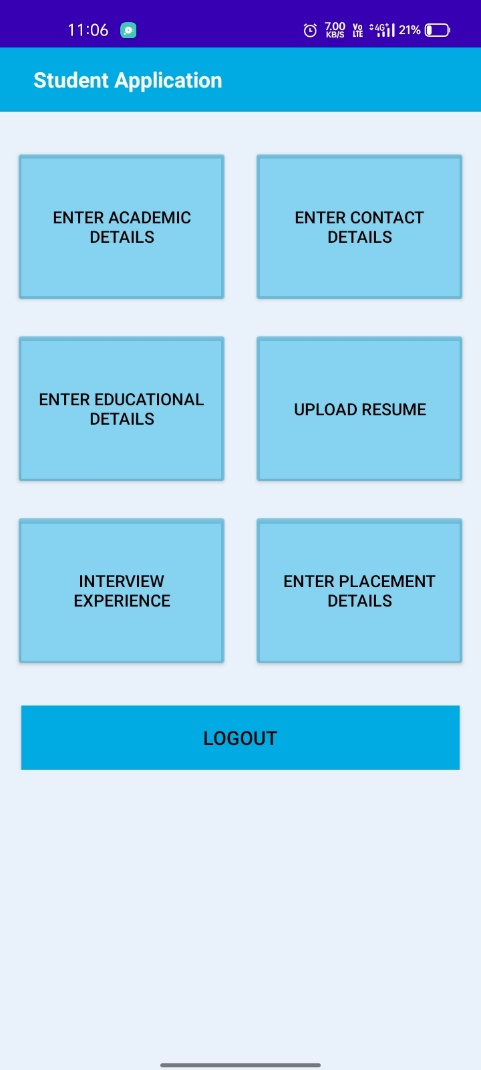 11:06 7.00 KB/S Vo LTE 4G+ 21%
Student Application
ENTER ACADEMIC
DETAILS
ENTER CONTACT
DETAILS
ENTER EDUCATIONAL
DETAILS
UPLOAD RESUME
INTERVIEW
EXPERIENCE
ENTER PLACEMENT
DETAILS
LOGOUT